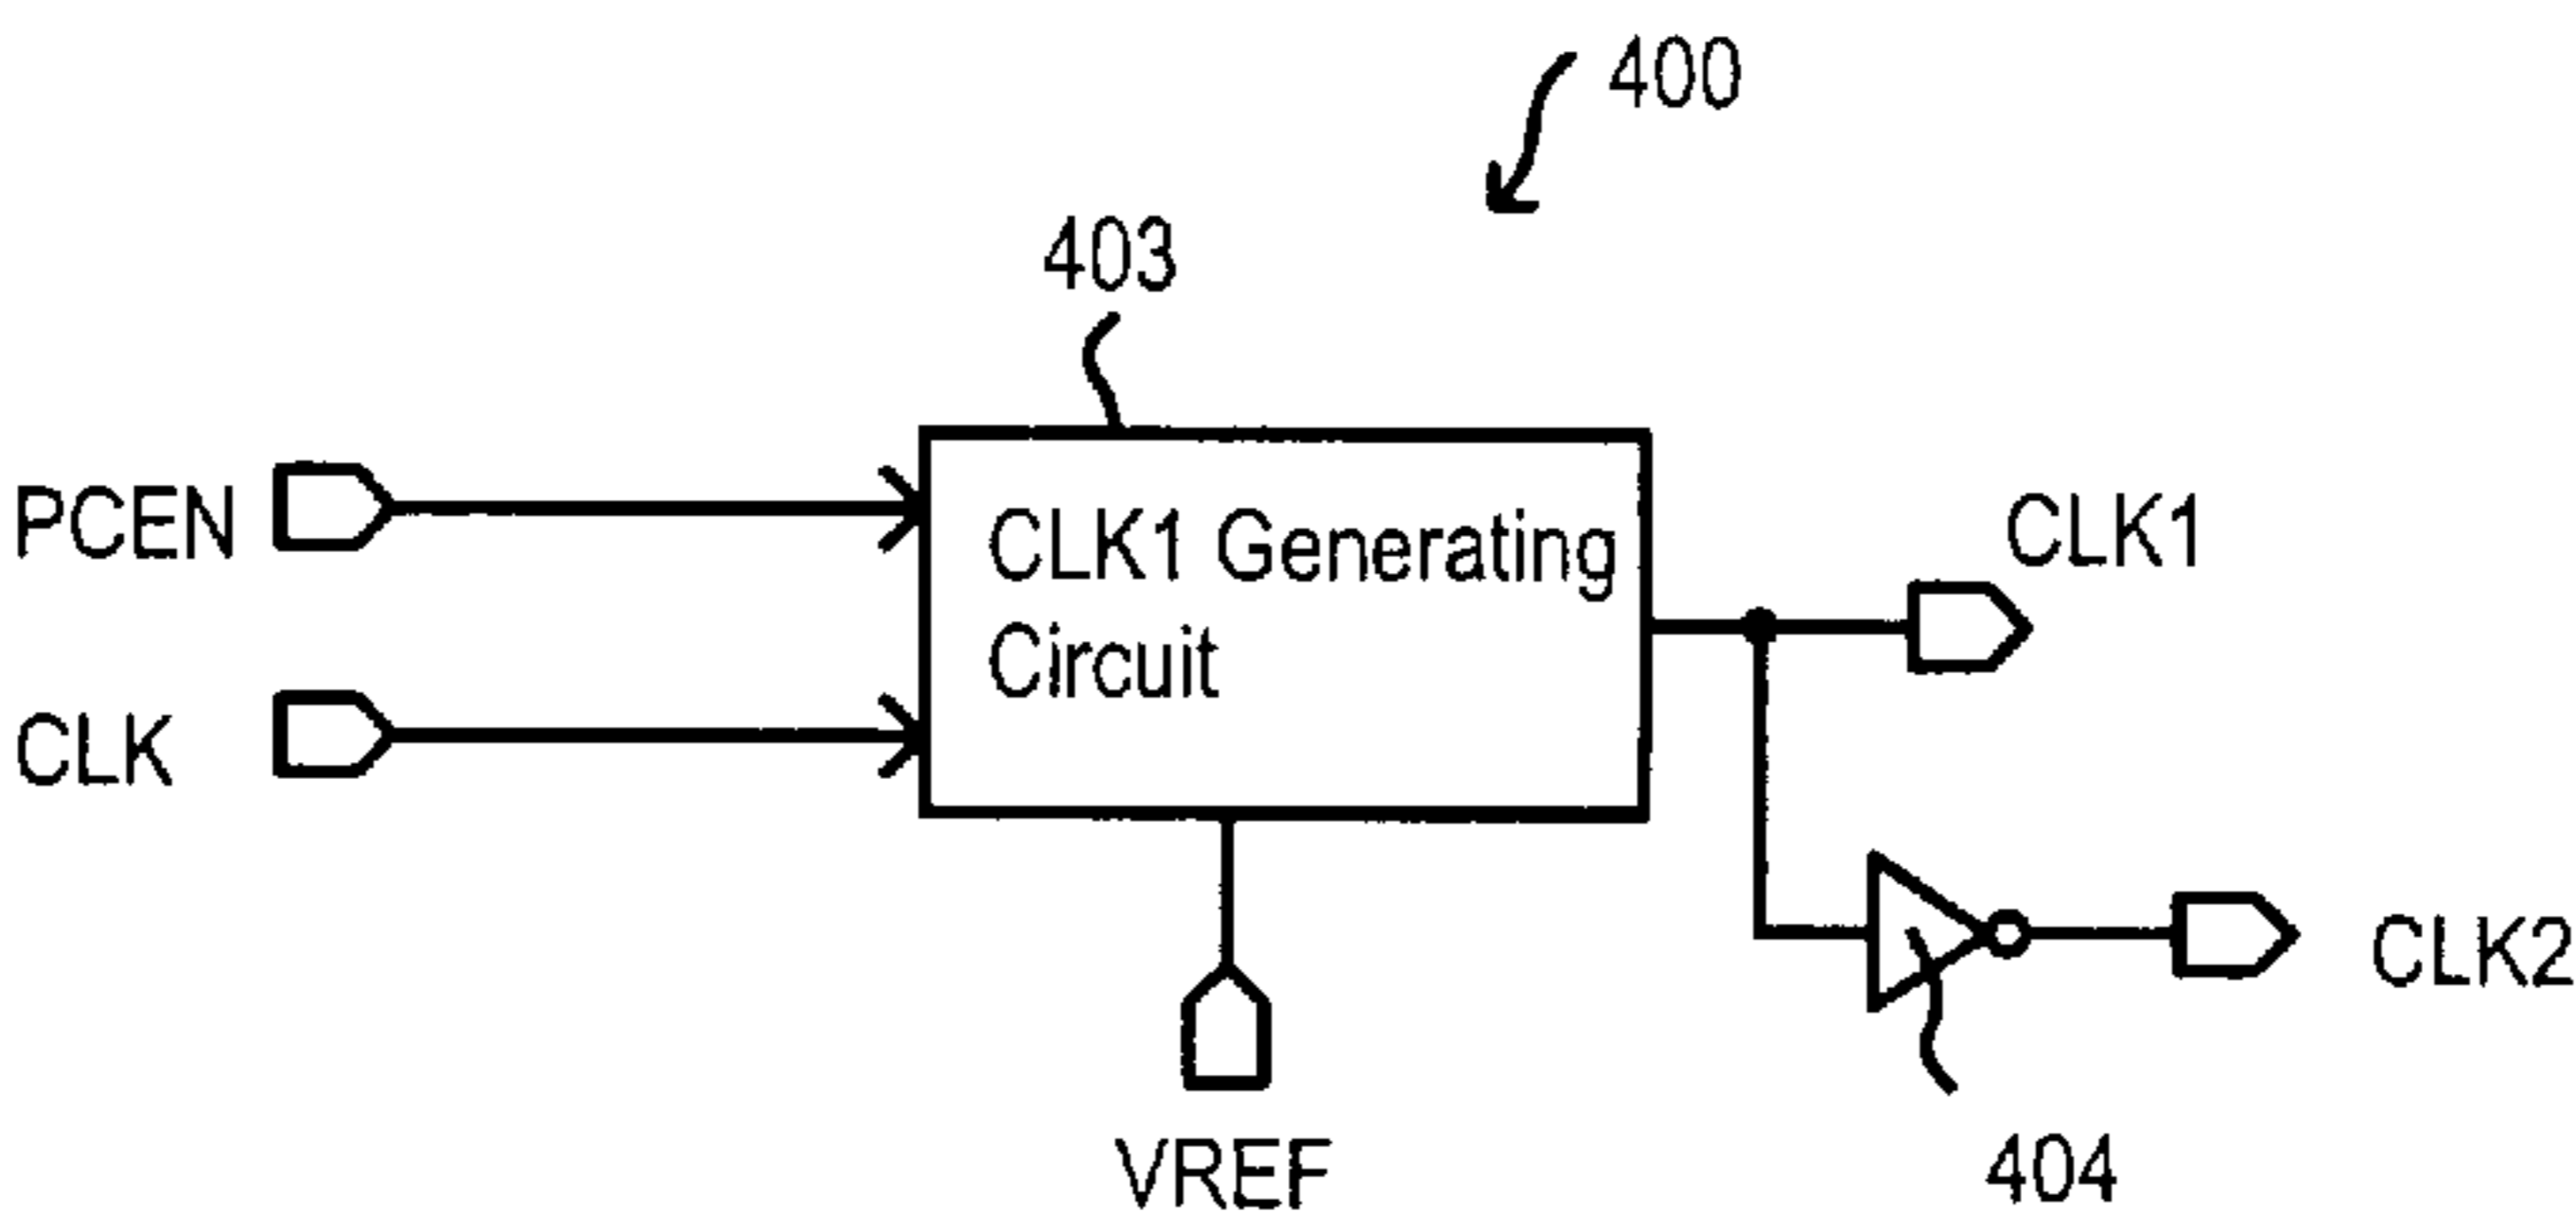 400
403
PCEN
CLK1 Generating
Circuit
CLK1
CLK
CLK2
VREF
404